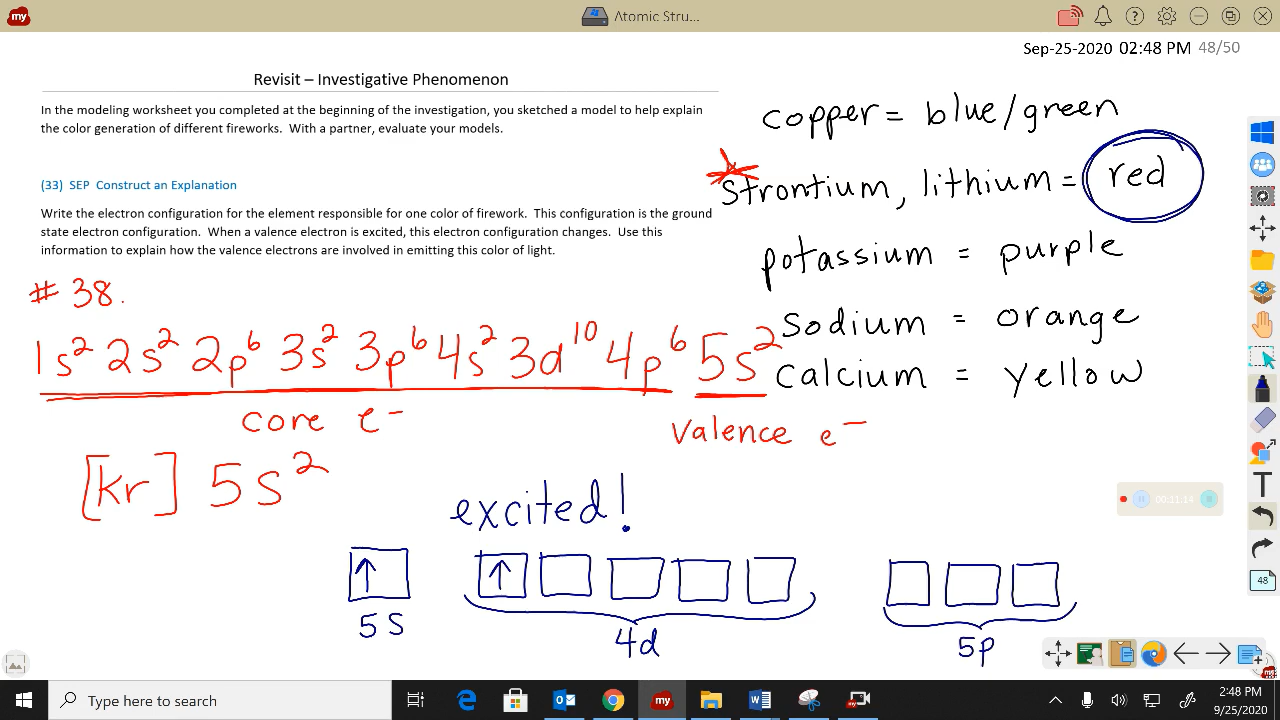 my
Atomic Stru...
Sep-25-2020 02:48 PM 48/50
Revisit – Investigative Phenomenon
In the modeling worksheet you completed at the beginning of the investigation, you sketched a model to help explain
the color generation of different fireworks. With a partner, evaluate your models.
(33) SEP Construct an Explanation
Write the electron configuration for the element responsible for one color of firework. This configuration is the ground
state electron configuration. When a valence electron is excited, this electron configuration changes. Use this
information to explain how the valence electrons are involved in emitting this color of light.
copper = blue/green
strontium, lithium = red
potassium = purple
sodium = orange
calcium = yellow
# 38.
1s² 2s² 2p⁶ 3s² 3p⁶ 4s² 3d¹⁰ 4p⁶ 5s²
core e⁻
valence e⁻
[kr] 5s²
excited!
↑ ↑
5s 4d 5p
00:11:14
T
48
Type here to search
my
2:48 PM
9/25/2020